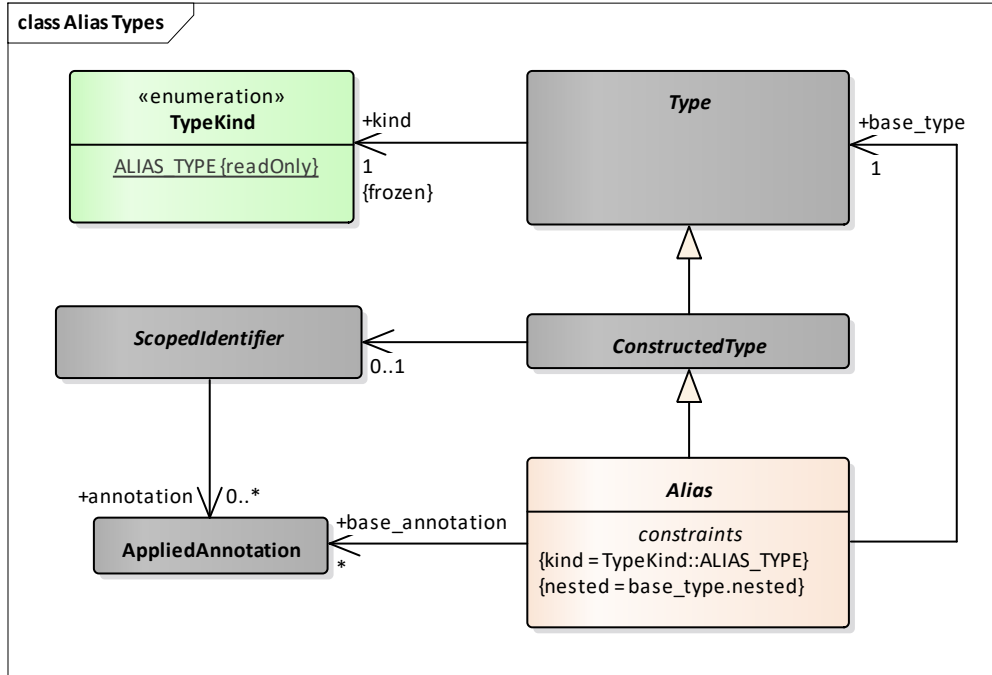 class Alias Types
«enumeration»
TypeKind
ALIAS_TYPE {readOnly}
+kind
1
{frozen}
Type
+base_type
1
ScopedIdentifier
0..1
ConstructedType
+annotation
0..*
AppliedAnnotation
+base_annotation
*
Alias
constraints
{kind = TypeKind::ALIAS_TYPE}
{nested = base_type.nested}